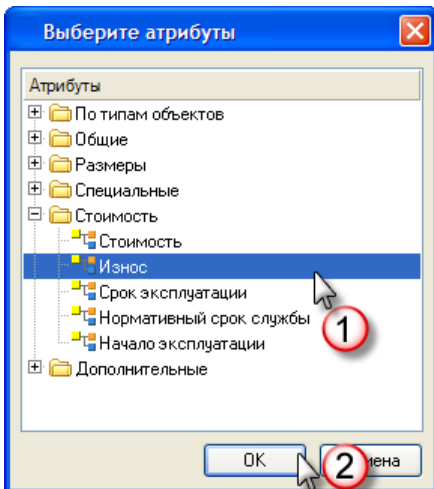 Выберите атрибуты
Атрибуты
По типам объектов
Общие
Размеры
Специальные
Стоимость
Стоимость
Износ
Срок эксплуатации
Нормативный срок службы
1
Начало эксплуатации
Дополнительные
OK
2